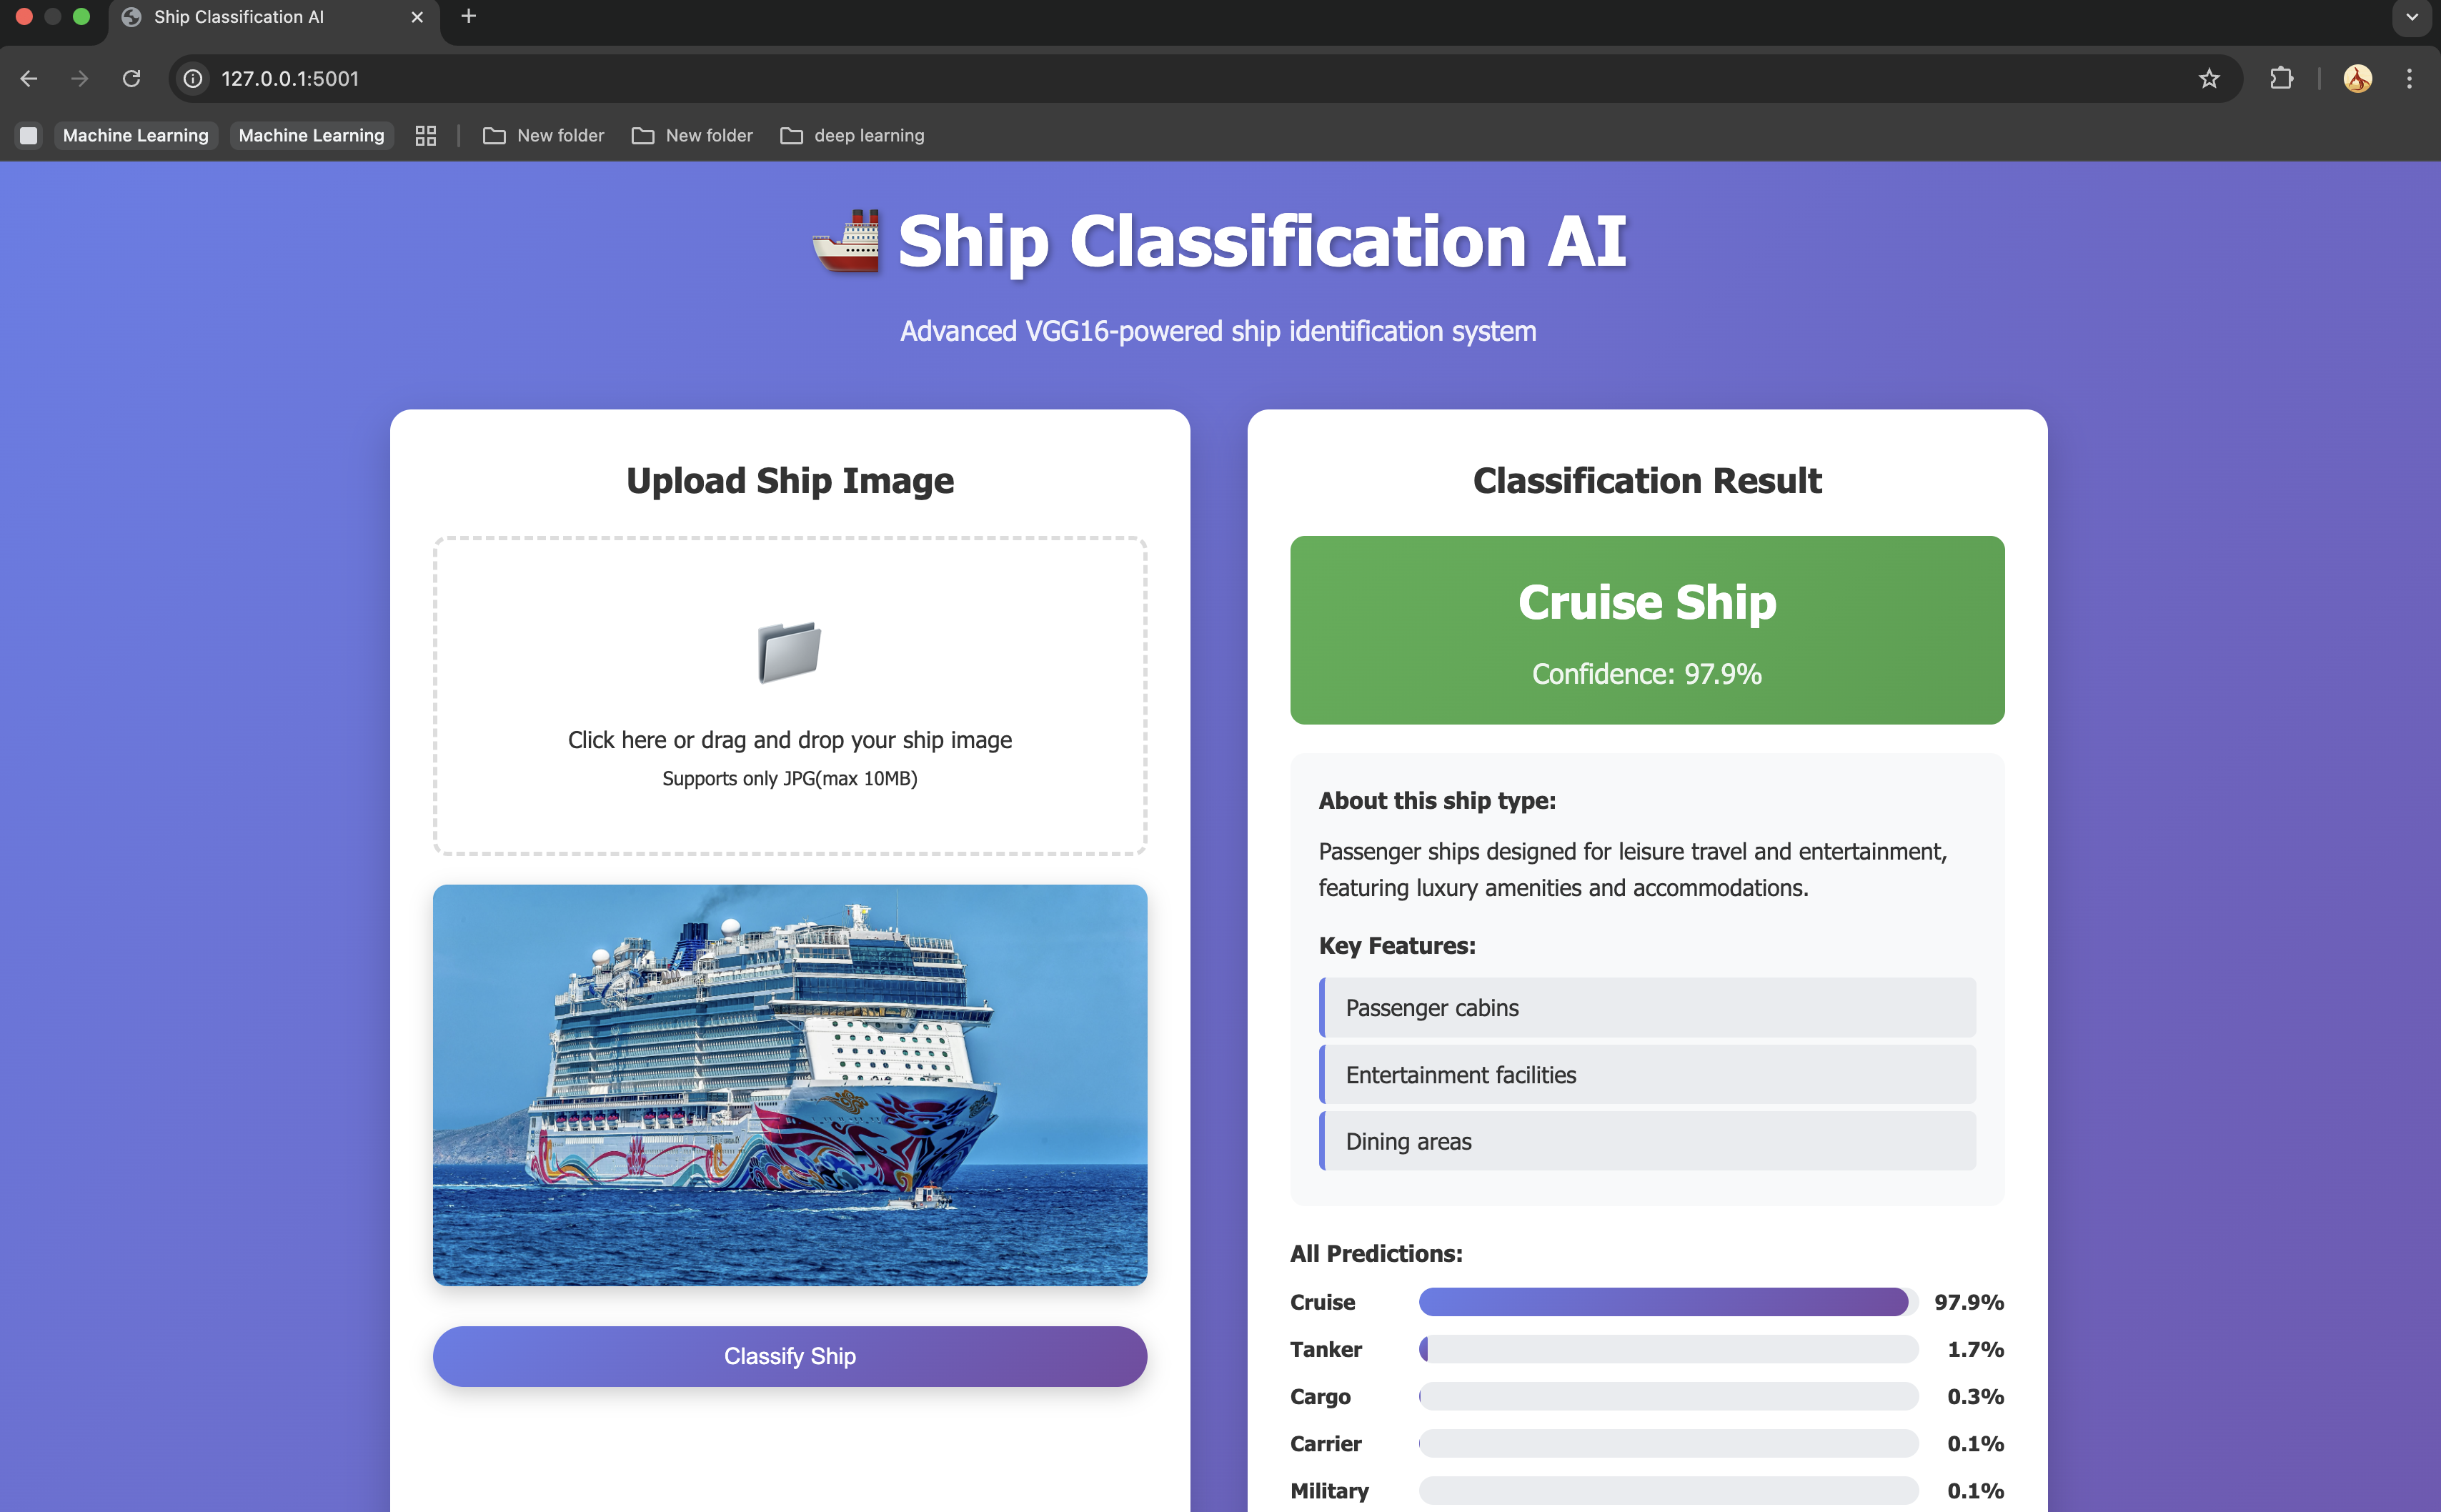 Ship Classification AI
127.0.0.1:5001
Machine Learning
Machine Learning
New folder
New folder
deep learning
Ship Classification AI
Advanced VGG16-powered ship identification system
Upload Ship Image
Click here or drag and drop your ship image
Supports only JPG(max 10MB)
Classify Ship
Classification Result
Cruise Ship
Confidence: 97.9%
About this ship type:
Passenger ships designed for leisure travel and entertainment,
featuring luxury amenities and accommodations.
Key Features:
Passenger cabins
Entertainment facilities
Dining areas
All Predictions:
Cruise 97.9%
Tanker 1.7%
Cargo 0.3%
Carrier 0.1%
Military 0.1%